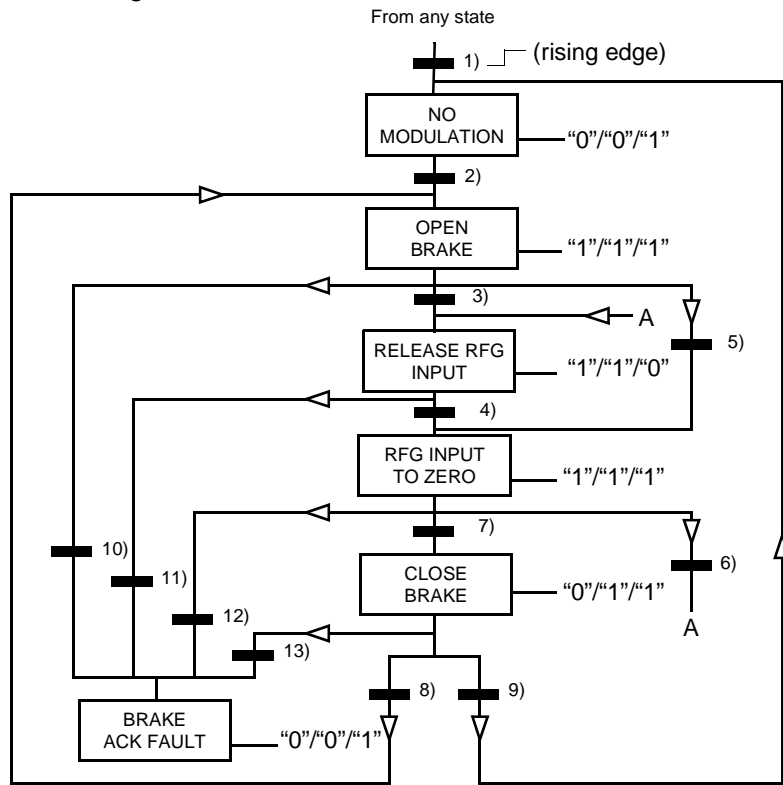 From any state
1) (rising edge)
NO
MODULATION
“0”/“0”/“1”
2)
OPEN
BRAKE
“1”/“1”/“1”
3)
A
RELEASE RFG
INPUT
“1”/“1”/“0”
5)
4)
RFG INPUT
TO ZERO
“1”/“1”/“1”
7)
10)
11)
6)
CLOSE
BRAKE
“0”/“1”/“1”
12)
A
13)
8)
9)
BRAKE
ACK FAULT
“0”/“0”/“1”